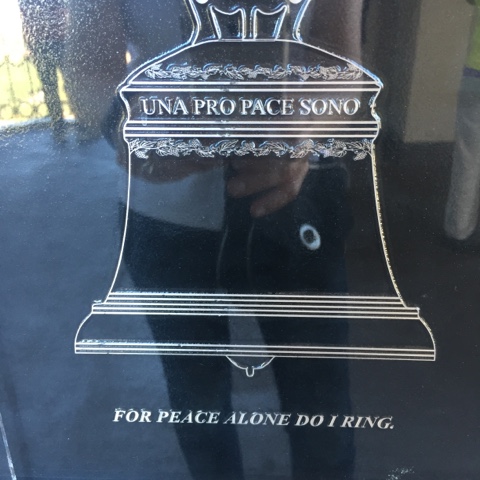 UNA PRO PACE SONO
FOR PEACE ALONE DO I RING.